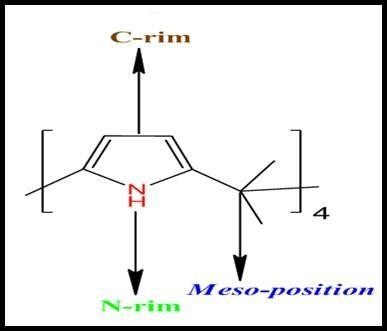 C-rim
N
H
4
Meso-position
N-rim